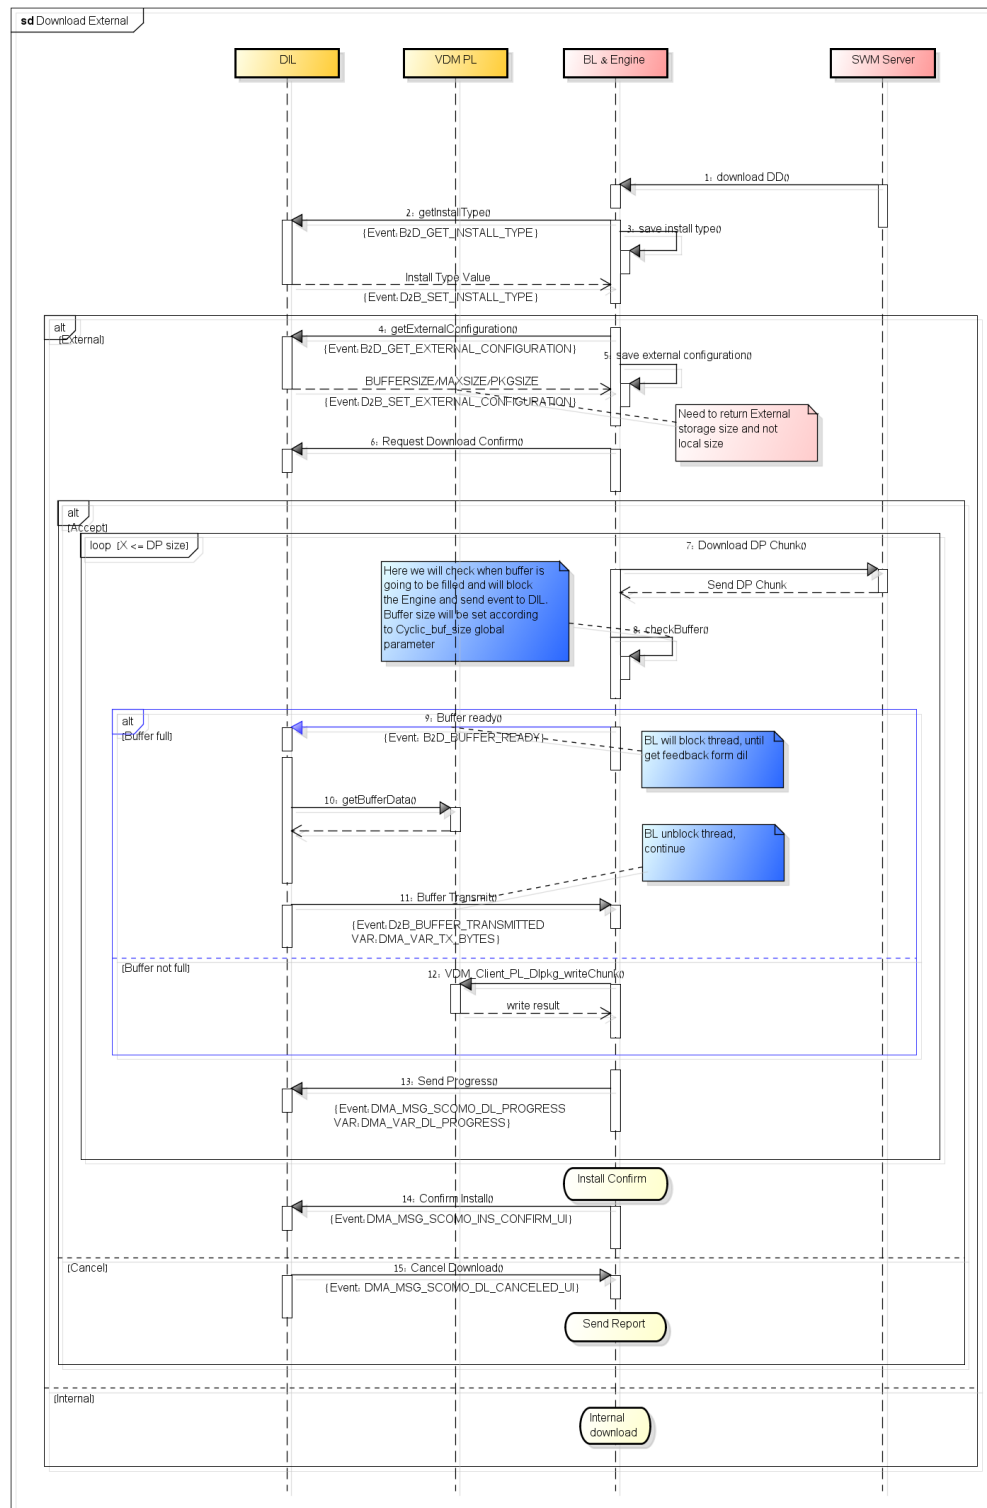 sd Download External
DIL
VDM PL
BL & Engine
SWM Server
1: download DD()
2: getInstallType()
{Event:B2D_GET_INSTALL_TYPE}
3: save install type()
Install Type Value
{Event:D2B_SET_INSTALL_TYPE}
alt
[External]
4: getExternalConfiguration()
{Event:B2D_GET_EXTERNAL_CONFIGURATION}
5: save external configuration()
BUFFERSIZE/MAXSIZE/PKGSIZE
{Event:D2B_SET_EXTERNAL_CONFIGURATION}
Need to return External
storage size and not
local size
6: Request Download Confirm()
alt
[Accept]
loop [X <= DP size]
7: Download DP Chunk()
Send DP Chunk
Here we will check when buffer is
going to be filled and will block
the Engine and send event to DIL.
Buffer size will be set according
to Cyclic_buf_size global
parameter
8: checkBuffer()
alt
[Buffer full]
9: Buffer ready()
{Event: B2D_BUFFER_READY}
BL will block thread, until
get feedback form dil
10: getBufferData()
BL unblock thread,
continue
11: Buffer Transmit()
{Event:D2B_BUFFER_TRANSMITTED
VAR:DMA_VAR_TX_BYTES}
[Buffer not full]
12: VDM_Client_PL_Dlpkg_writeChunk()
write result
13: Send Progress()
{Event:DMA_MSG_SCOMO_DL_PROGRESS
VAR:DMA_VAR_DL_PROGRESS}
Install Confirm
14: Confirm Install()
{Event:DMA_MSG_SCOMO_INS_CONFIRM_UI}
[Cancel]
15: Cancel Download()
{Event: DMA_MSG_SCOMO_DL_CANCELED_UI}
Send Report
[Internal]
Internal
download